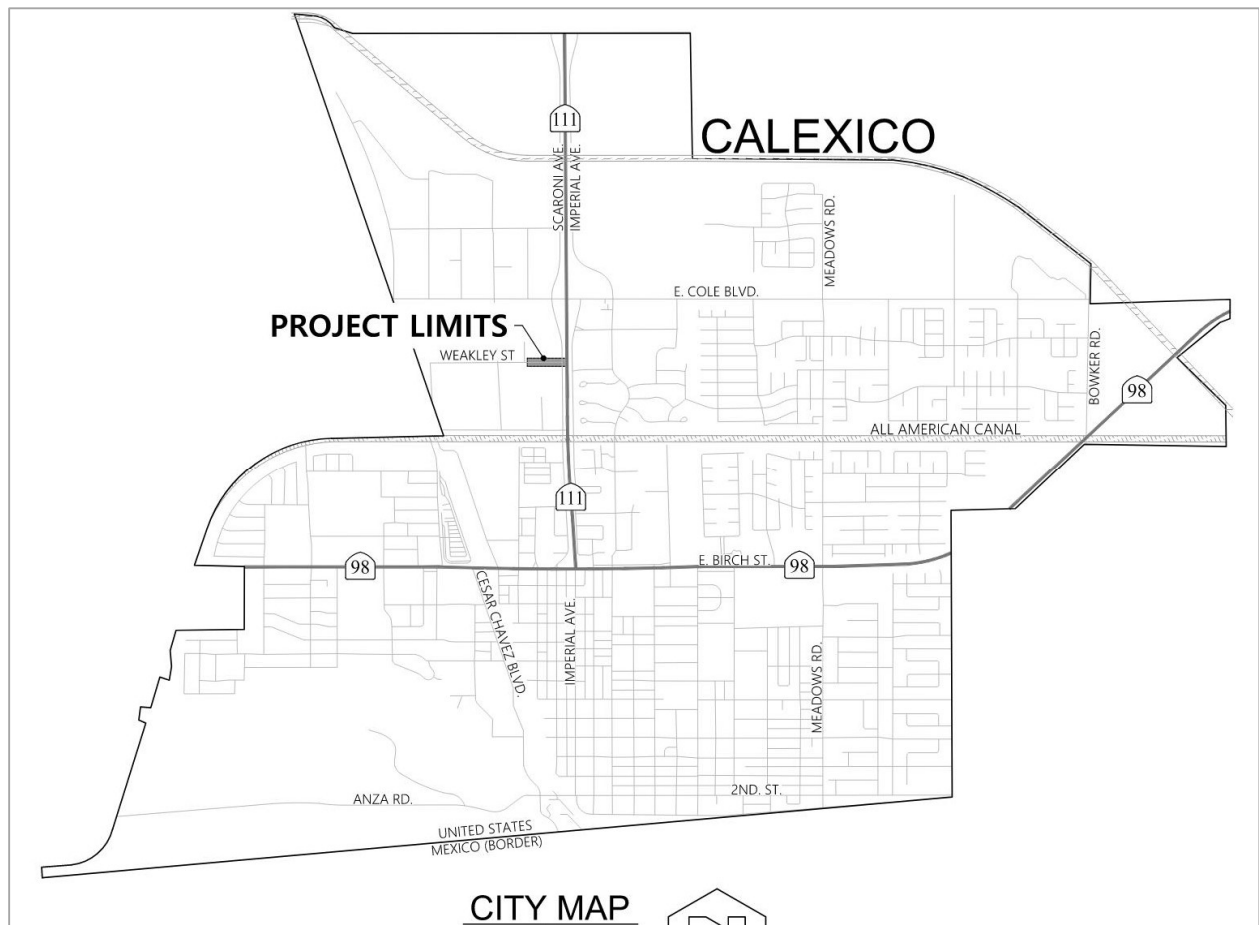 111
CALEXICO
SCARONI AVE.
IMPERIAL AVE.
MEADOWS RD.
E. COLE BLVD.
PROJECT LIMITS
WEAKLEY ST
BOWKER RD.
98
ALL AMERICAN CANAL
111
E. BIRCH ST.
98
98
CESAR CHAVEZ BLVD.
IMPERIAL AVE.
MEADOWS RD.
2ND. ST.
ANZA RD.
UNITED STATES
MEXICO (BORDER)
CITY MAP